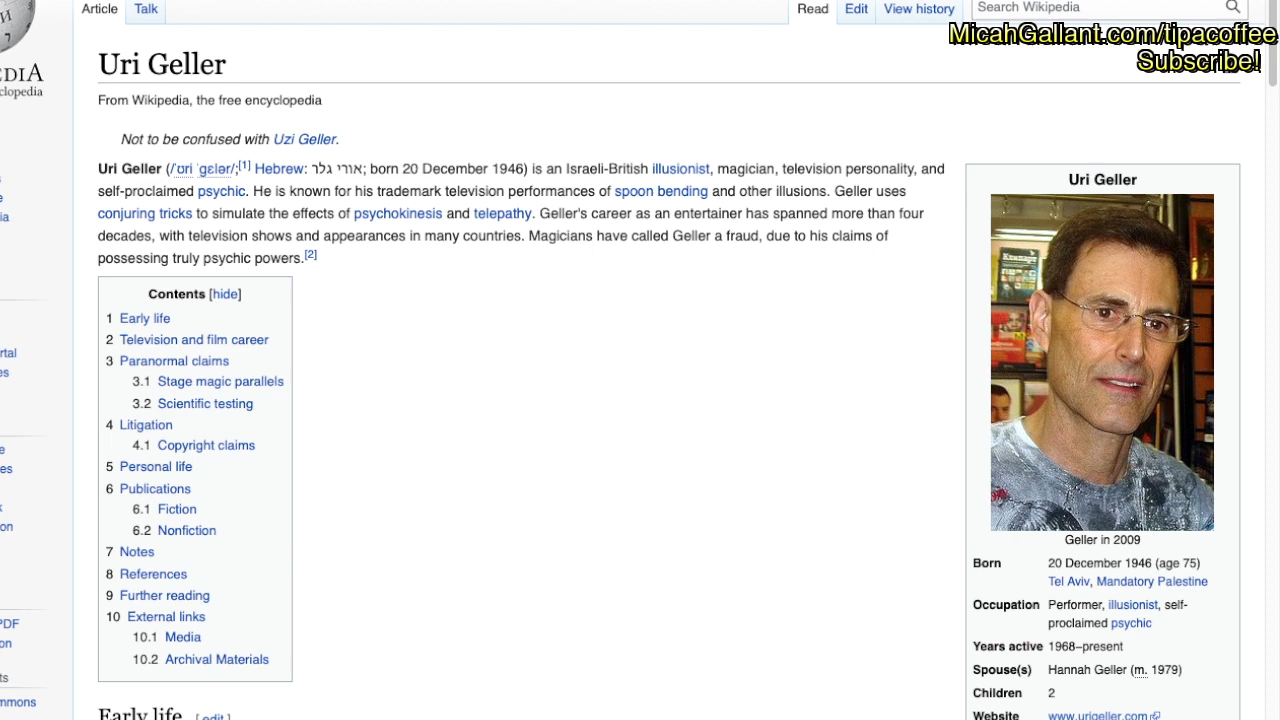 Article Talk Read Edit View history Search Wikipedia
MicahGallant.com/tipacoffee
Subscribe!
Uri Geller
From Wikipedia, the free encyclopedia
Not to be confused with Uzi Geller.
Uri Geller (/ˈʊri ˈɡɛlər/;[1] Hebrew: אורי גלר; born 20 December 1946) is an Israeli-British illusionist, magician, television personality, and
self-proclaimed psychic. He is known for his trademark television performances of spoon bending and other illusions. Geller uses
conjuring tricks to simulate the effects of psychokinesis and telepathy. Geller's career as an entertainer has spanned more than four
decades, with television shows and appearances in many countries. Magicians have called Geller a fraud, due to his claims of
possessing truly psychic powers.[2]
Contents [hide]
1 Early life
2 Television and film career
3 Paranormal claims
3.1 Stage magic parallels
3.2 Scientific testing
4 Litigation
4.1 Copyright claims
5 Personal life
6 Publications
6.1 Fiction
6.2 Nonfiction
7 Notes
8 References
9 Further reading
10 External links
10.1 Media
10.2 Archival Materials
Early life [ edit ]
Uri Geller
Geller in 2009
Born 20 December 1946 (age 75)
Tel Aviv, Mandatory Palestine
Occupation Performer, illusionist, self-
proclaimed psychic
Years active 1968–present
Spouse(s) Hannah Geller (m. 1979)
Children 2
Website www.urigeller.com